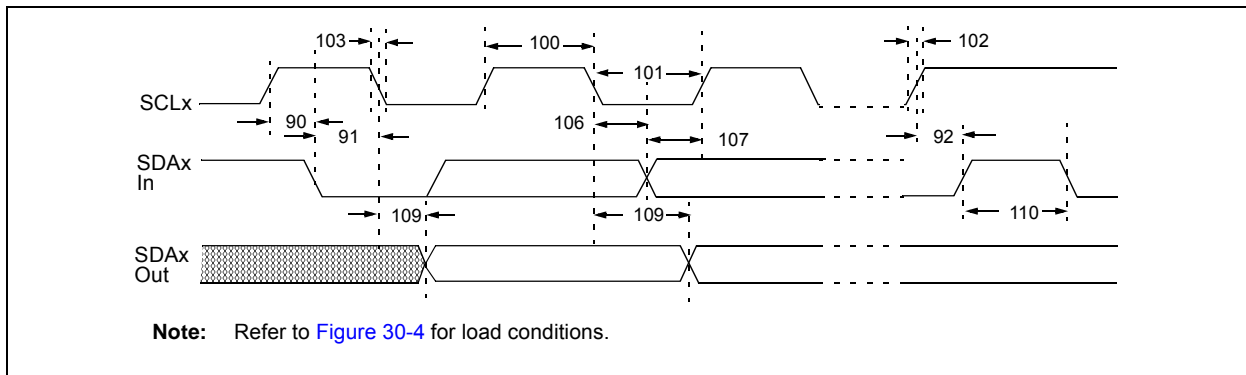 103 100 102
101
SCLx
90 91 106 107 92
SDAx
In
109 109 110
SDAx
Out
Note: Refer to Figure 30-4 for load conditions.